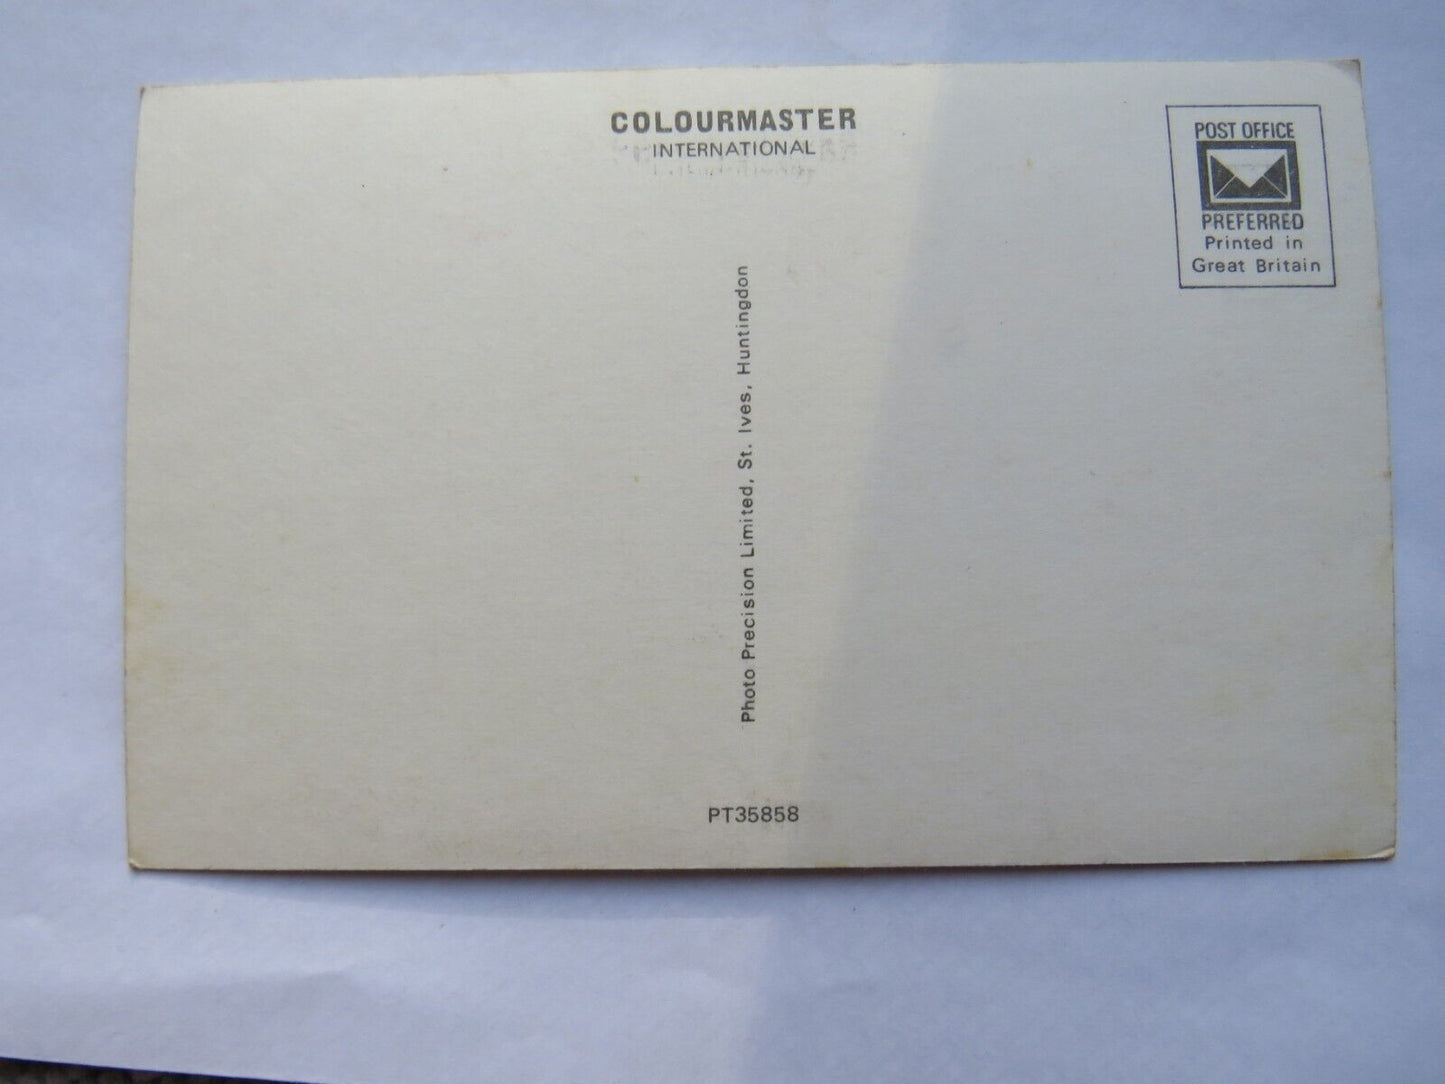 COLOURMASTER
INTERNATIONAL
POST OFFICE
PREFERRED
Printed in
Great Britain
Photo Precision Limited, St. Ives, Huntingdon
PT35858